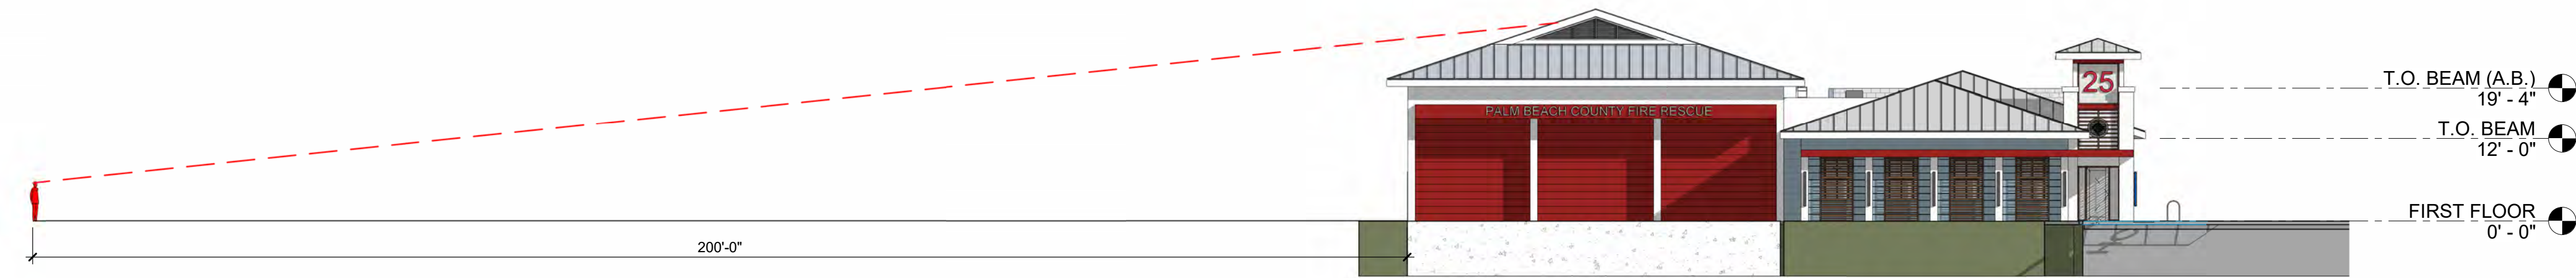 25
PALM BEACH COUNTY FIRE RESCUE
T.O. BEAM (A.B.)
19' - 4"
T.O. BEAM
12' - 0"
FIRST FLOOR
0' - 0"
200'-0"